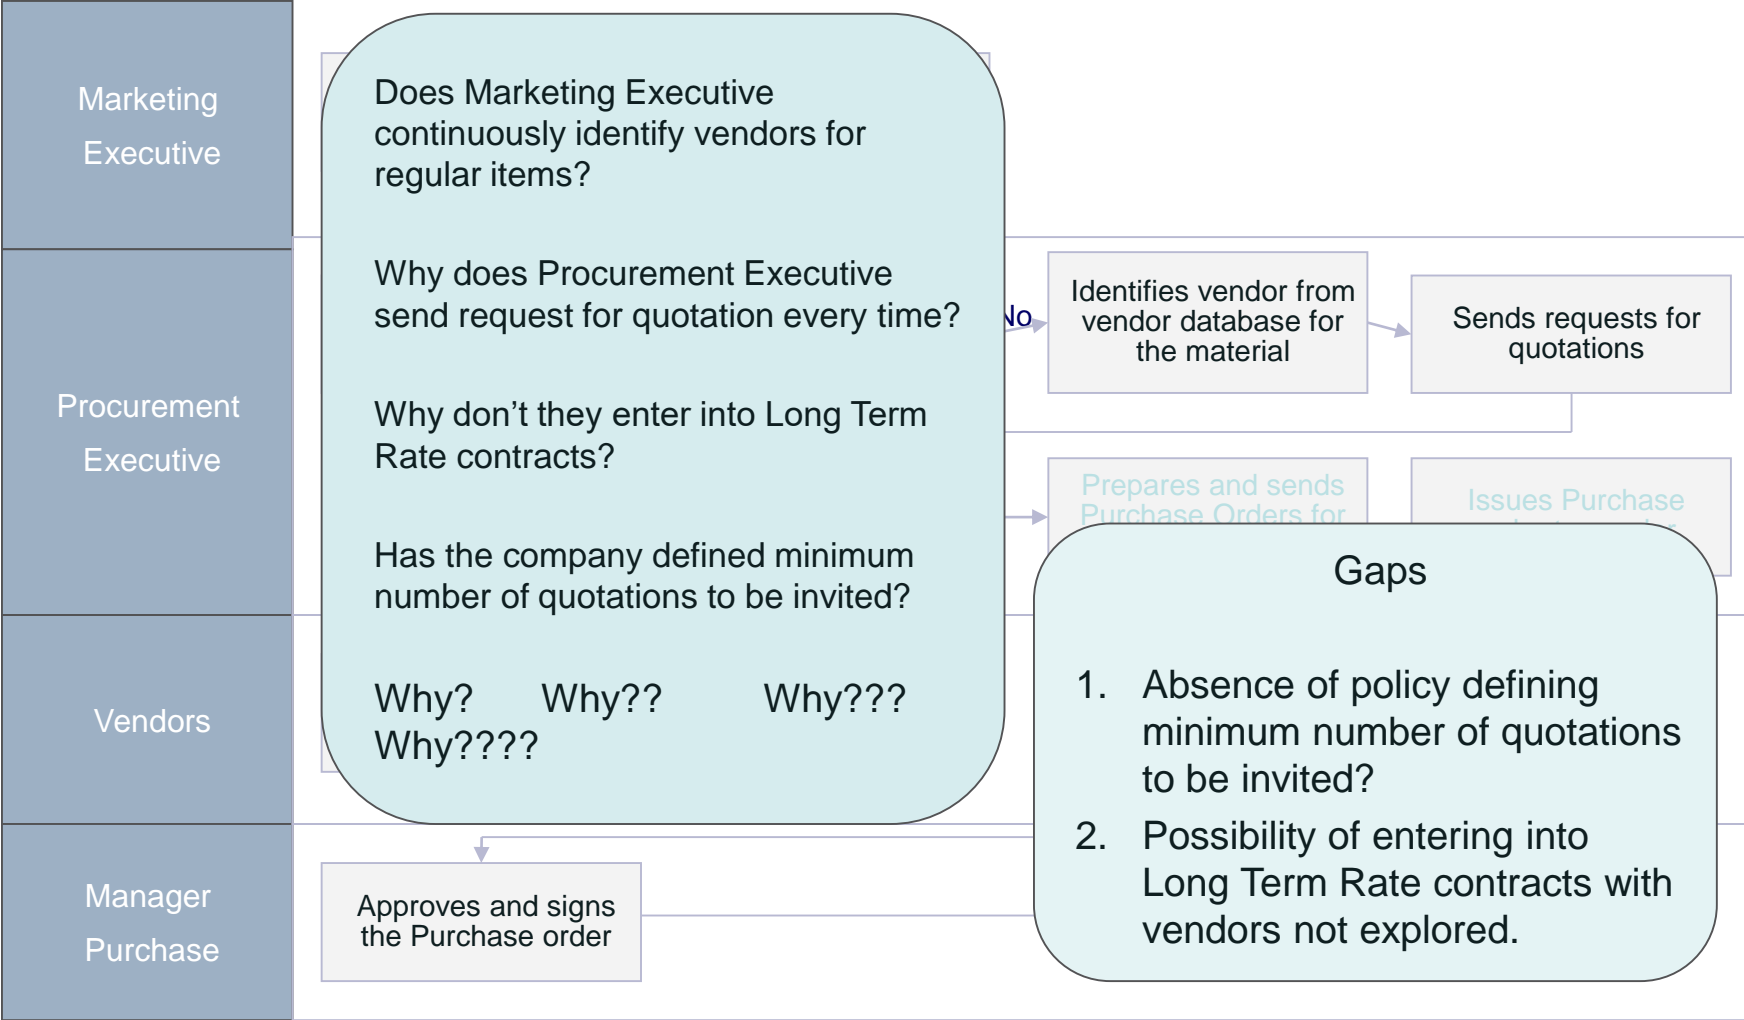 Marketing
Executive
Does Marketing Executive
continuously identify vendors for
regular items?
Why does Procurement Executive
send request for quotation every time?
Why don’t they enter into Long Term
Rate contracts?
Has the company defined minimum
number of quotations to be invited?
Why? Why?? Why???
Why????
Procurement
Executive
No
Identifies vendor from
vendor database for
the material
Sends requests for
quotations
Prepares and sends
Purchase Orders for
Issues Purchase
Vendors
Gaps
1. Absence of policy defining
minimum number of quotations
to be invited?
2. Possibility of entering into
Long Term Rate contracts with
vendors not explored.
Manager
Purchase
Approves and signs
the Purchase order